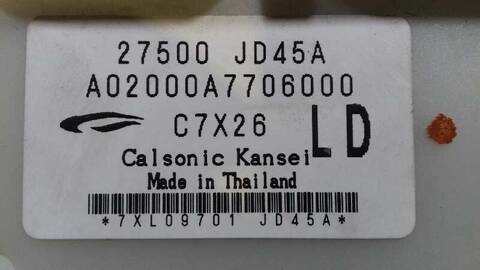 27500 JD45A
A02000A7706000
C7X26
LD
Calsonic Kansei
Made in Thailand
*7XL09701 JD45A*